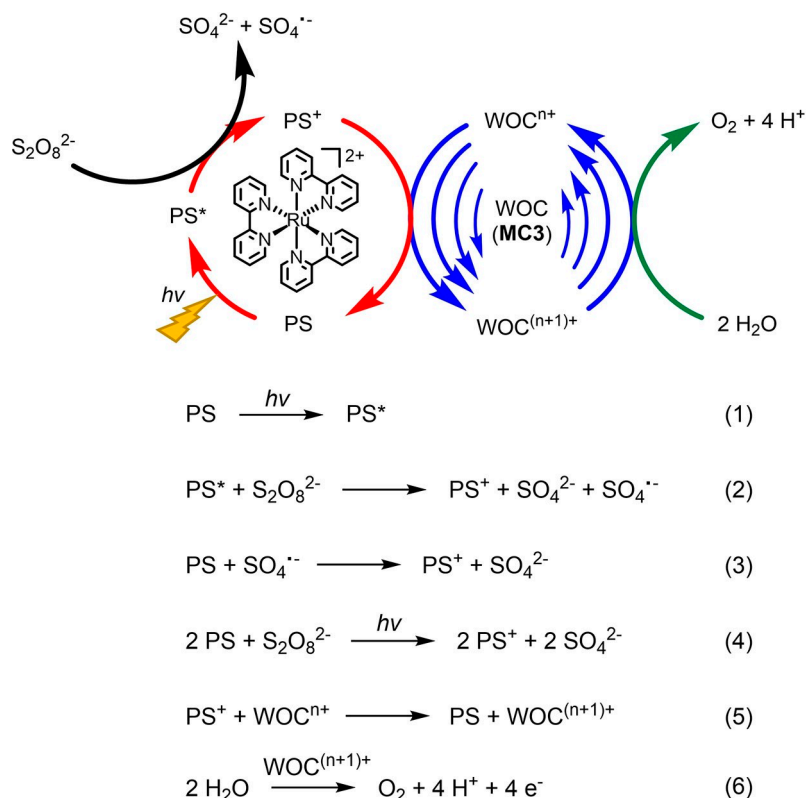 SO₄²⁻ + SO₄·⁻
S₂O₈²⁻
PS⁺
WOCⁿ⁺
O₂ + 4 H⁺
PS*
2+
N
N
N
Ru
N
N
N
WOC
(MC3)
hv
PS
WOC⁽ⁿ⁺¹⁾⁺
2 H₂O
PS hv → PS* (1)
PS* + S₂O₈²⁻ → PS⁺ + SO₄²⁻ + SO₄·⁻ (2)
PS + SO₄·⁻ → PS⁺ + SO₄²⁻ (3)
2 PS + S₂O₈²⁻ hv → 2 PS⁺ + 2 SO₄²⁻ (4)
PS⁺ + WOCⁿ⁺ → PS + WOC⁽ⁿ⁺¹⁾⁺ (5)
2 H₂O WOC⁽ⁿ⁺¹⁾⁺ → O₂ + 4 H⁺ + 4 e⁻ (6)